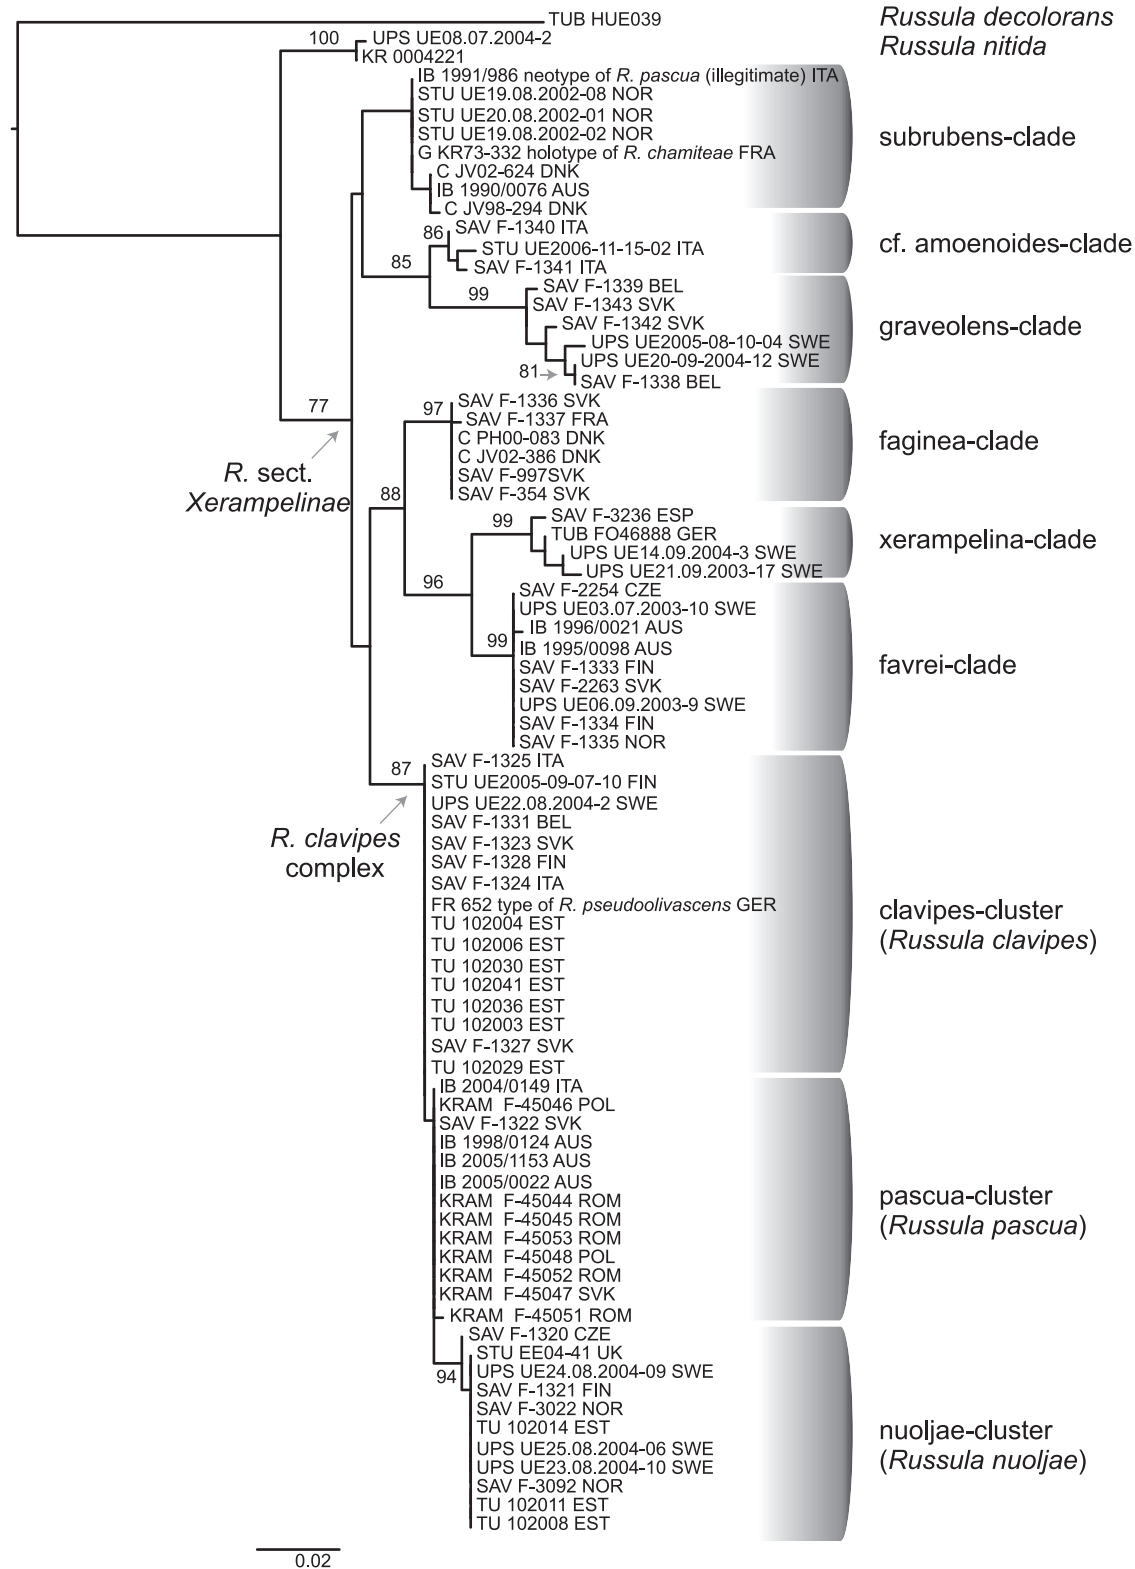 TUB HUE039
Russula decolorans
100
UPS UE08.07.2004-2
Russula nitida
KR 0004221
IB 1991/986 neotype of R. pascua (illegitimate) ITA
STU UE19.08.2002-08 NOR
STU UE20.08.2002-01 NOR
STU UE19.08.2002-02 NOR
G KR73-332 holotype of R. chamiteae FRA
C JV02-624 DNK
IB 1990/0076 AUS
C JV98-294 DNK
subrubens-clade
86
SAV F-1340 ITA
STU UE2006-11-15-02 ITA
SAV F-1341 ITA
cf. amoenoides-clade
85
99
SAV F-1339 BEL
SAV F-1343 SVK
SAV F-1342 SVK
UPS UE2005-08-10-04 SWE
UPS UE20-09-2004-12 SWE
81
SAV F-1338 BEL
graveolens-clade
77
R. sect.
Xerampelinae
97
SAV F-1336 SVK
SAV F-1337 FRA
C PH00-083 DNK
C JV02-386 DNK
SAV F-997SVK
SAV F-354 SVK
faginea-clade
88
99
SAV F-3236 ESP
TUB FO46888 GER
UPS UE14.09.2004-3 SWE
UPS UE21.09.2003-17 SWE
xerampelina-clade
96
99
SAV F-2254 CZE
UPS UE03.07.2003-10 SWE
IB 1996/0021 AUS
IB 1995/0098 AUS
SAV F-1333 FIN
SAV F-2263 SVK
UPS UE06.09.2003-9 SWE
SAV F-1334 FIN
SAV F-1335 NOR
favrei-clade
87
R. clavipes
complex
SAV F-1325 ITA
STU UE2005-09-07-10 FIN
UPS UE22.08.2004-2 SWE
SAV F-1331 BEL
SAV F-1323 SVK
SAV F-1328 FIN
SAV F-1324 ITA
FR 652 type of R. pseudoolivascens GER
TU 102004 EST
TU 102006 EST
TU 102030 EST
TU 102041 EST
TU 102036 EST
TU 102003 EST
SAV F-1327 SVK
TU 102029 EST
clavipes-cluster
(Russula clavipes)
IB 2004/0149 ITA
KRAM F-45046 POL
SAV F-1322 SVK
IB 1998/0124 AUS
IB 2005/1153 AUS
IB 2005/0022 AUS
KRAM F-45044 ROM
KRAM F-45045 ROM
KRAM F-45053 ROM
KRAM F-45048 POL
KRAM F-45052 ROM
KRAM F-45047 SVK
KRAM F-45051 ROM
pascua-cluster
(Russula pascua)
94
SAV F-1320 CZE
STU EE04-41 UK
UPS UE24.08.2004-09 SWE
SAV F-1321 FIN
SAV F-3022 NOR
TU 102014 EST
UPS UE25.08.2004-06 SWE
UPS UE23.08.2004-10 SWE
SAV F-3092 NOR
TU 102011 EST
TU 102008 EST
nuoljae-cluster
(Russula nuoljae)
0.02